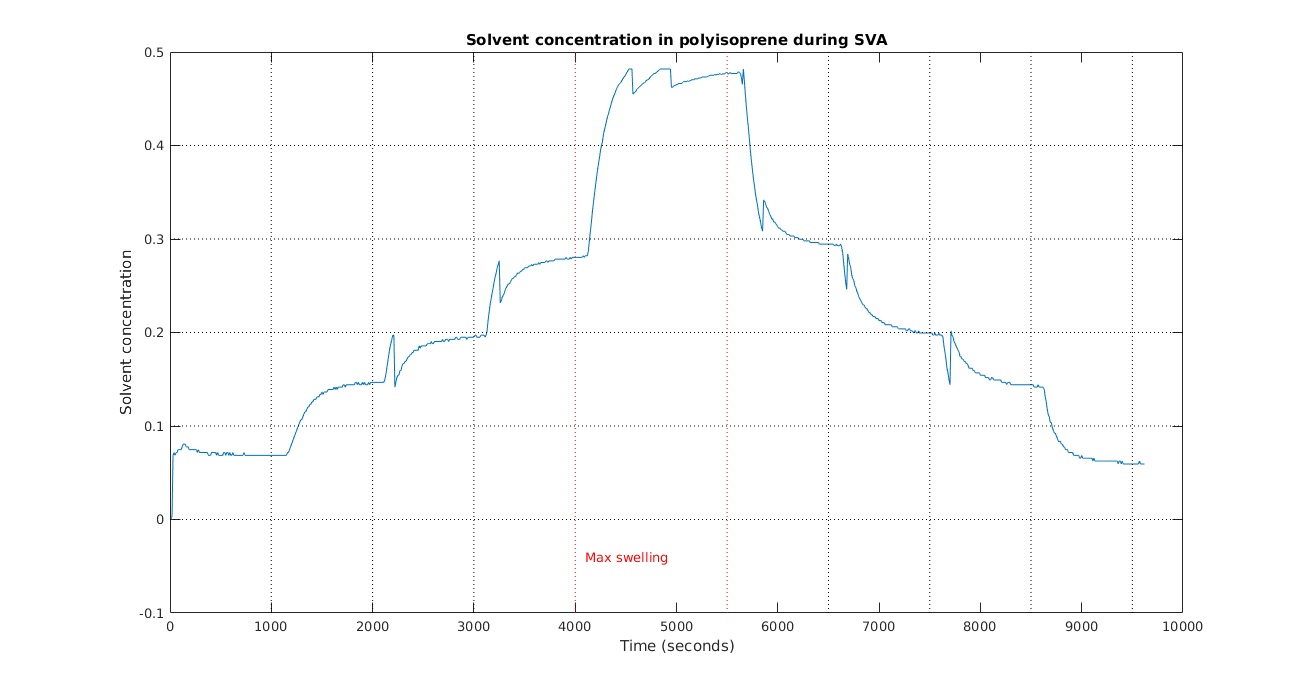 Solvent concentration in polyisoprene during SVA
0.5
0.4
0.3
0.2
0.1
0
-0.1
Solvent concentration
Max swelling
0 1000 2000 3000 4000 5000 6000 7000 8000 9000 10000
Time (seconds)